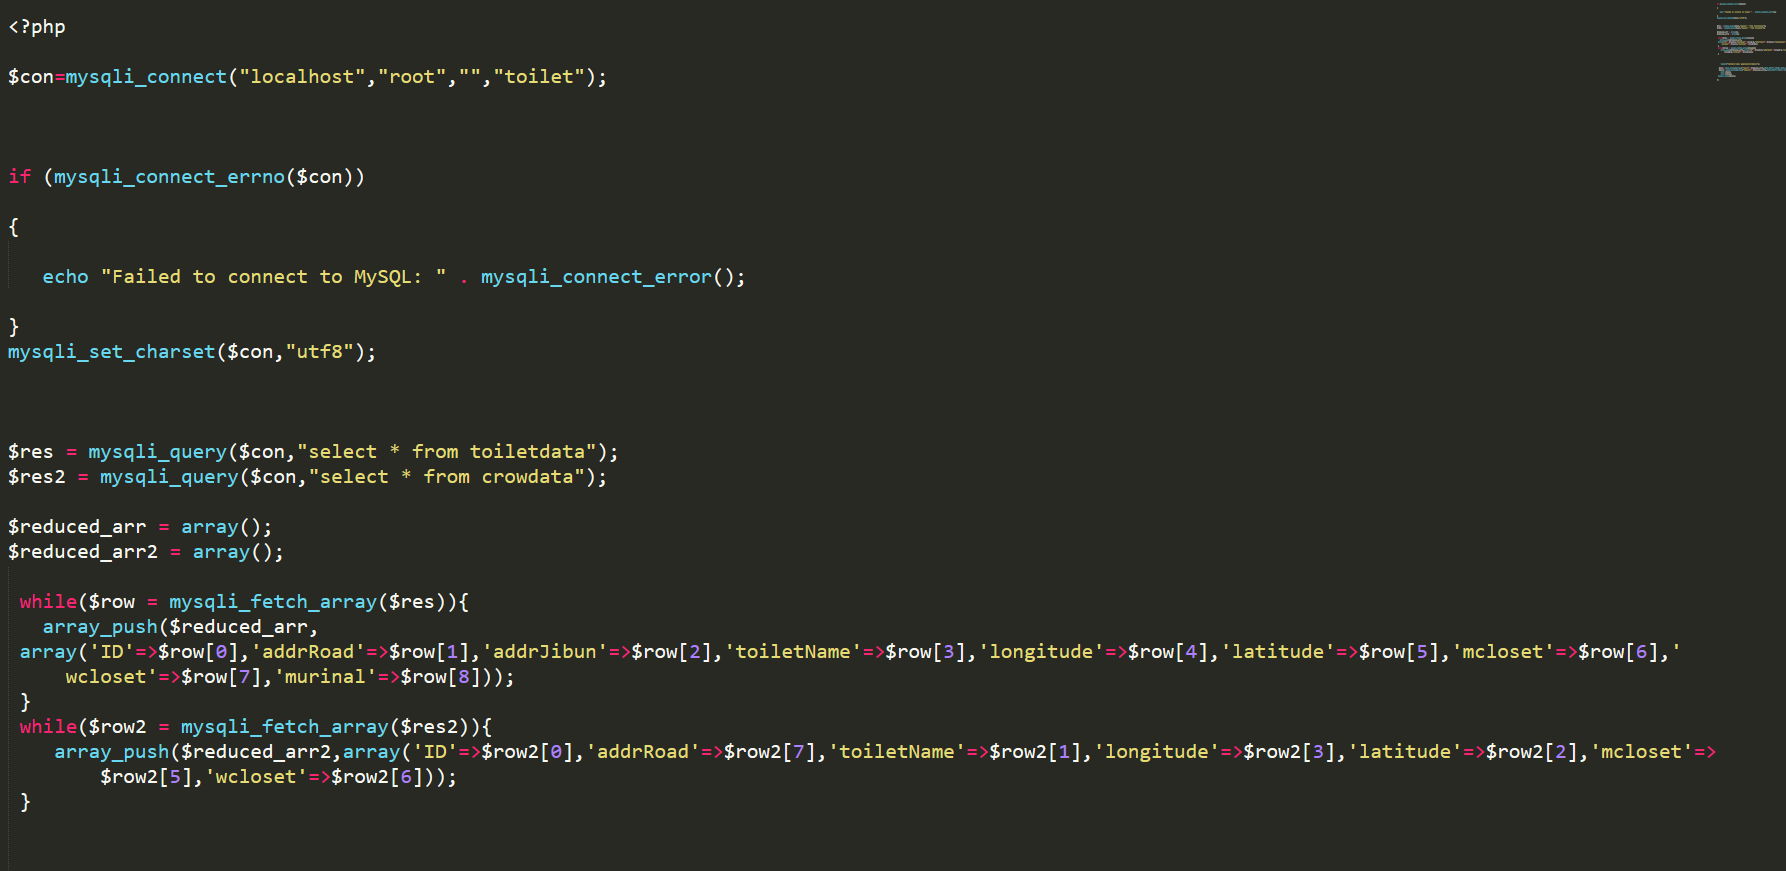 <?php
$con=mysqli_connect("localhost","root","","toilet");
if (mysqli_connect_errno($con))
{
echo "Failed to connect to MySQL: " . mysqli_connect_error();
}
mysqli_set_charset($con,"utf8");
$res = mysqli_query($con,"select * from toiletdata");
$res2 = mysqli_query($con,"select * from crowdata");
$reduced_arr = array();
$reduced_arr2 = array();
while($row = mysqli_fetch_array($res)){
array_push($reduced_arr,
array('ID'=>$row[0],'addrRoad'=>$row[1],'addrJibun'=>$row[2],'toiletName'=>$row[3],'longitude'=>$row[4],'latitude'=>$row[5],'mcloset'=>$row[6],'
wcloset'=>$row[7],'murinal'=>$row[8]));
}
while($row2 = mysqli_fetch_array($res2)){
array_push($reduced_arr2,array('ID'=>$row2[0],'addrRoad'=>$row2[7],'toiletName'=>$row2[1],'longitude'=>$row2[3],'latitude'=>$row2[2],'mcloset'=>
$row2[5],'wcloset'=>$row2[6]));
}